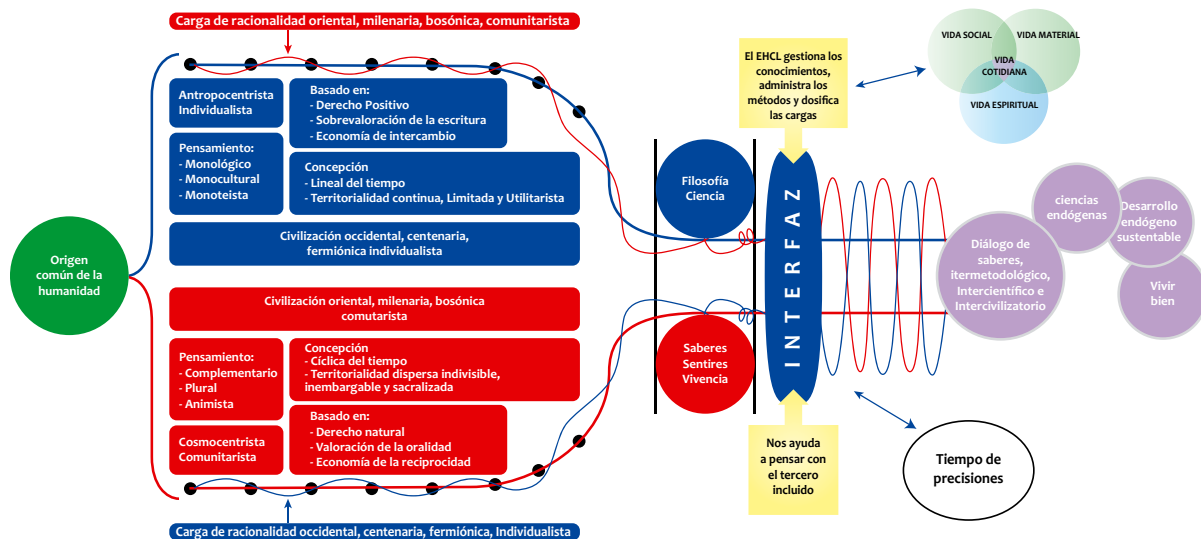 Carga de racionalidad oriental, milenaria, bosónica, comunitarista
Antropocentrista
Individualista
Basado en:
- Derecho Positivo
- Sobrevaloración de la escritura
- Economía de intercambio
Pensamiento:
- Monológico
- Monocultural
- Monoteista
Concepción
- Lineal del tiempo
- Territorialidad continua, Limitada y Utilitarista
Civilización occidental, centenaria,
fermiónica individualista
Origen
común de la
humanidad
Civilización oriental, milenaria, bosónica
comutarista
Pensamiento:
- Complementario
- Plural
- Animista
Concepción
- Cíclica del tiempo
- Territorialidad dispersa indivisible,
inembargable y sacralizada
Cosmocentrista
Comunitarista
Basado en:
- Derecho natural
- Valoración de la oralidad
- Economía de la reciprocidad
Carga de racionalidad occidental, centenaria, fermiónica, Individualista
Filosofía
Ciencia
Saberes
Sentires
Vivencia
El EHCL gestiona los
conocimientos,
administra los
métodos y dosifica
las cargas
INTERFAZ
Nos ayuda
a pensar con
el tercero
incluido
VIDA SOCIAL
VIDA MATERIAL
VIDA
COTIDIANA
VIDA ESPIRITUAL
Diálogo de
saberes,
itermetodológico,
Intercientífico e
Intercivilizatorio
ciencias
endógenas
Desarrollo
endógeno
sustentable
Vivir
bien
Tiempo de
precisiones